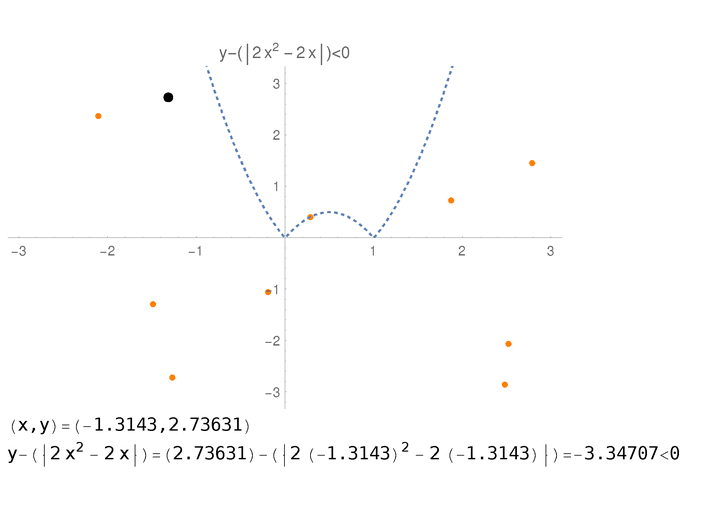 y−(|2x² − 2x|)<0
3
2
1
−3 −2 −1 1 2 3
−1
−2
−3
(x,y)=(−1.3143,2.73631)
y−(|2x² − 2x|)=(2.73631)−(|2 (−1.3143)² − 2 (−1.3143)|)=−3.34707<0